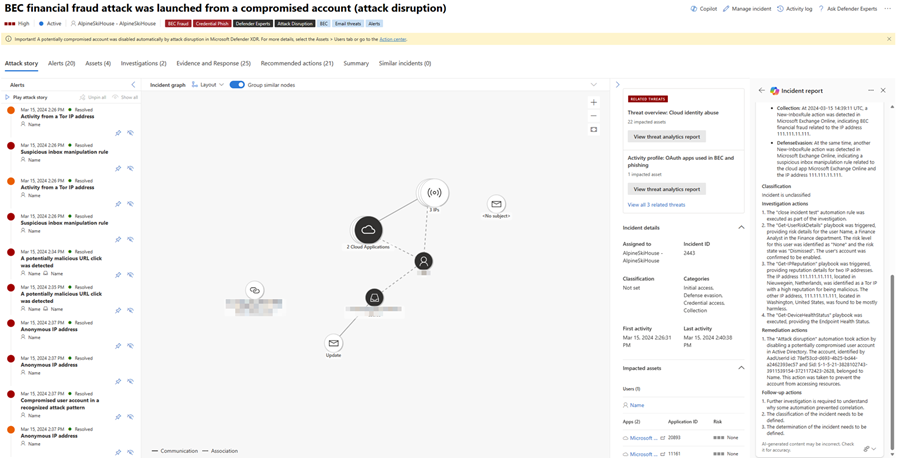 BEC financial fraud attack was launched from a compromised account (attack disruption)
Copilot
Manage incident
Activity log
Ask Defender Experts
High
Active
AlpineSkiHouse - AlpineSkiHouse
BEC Fraud
Credential Phish
Defender Experts
Attack Disruption
BEC
Email threats
Alerts
Important! A potentially compromised account was disabled automatically by attack disruption in Microsoft Defender XDR. For more details, select the Assets > Users tab or go to the Action center.
Attack story
Alerts (20)
Assets (4)
Investigations (2)
Evidence and Response (25)
Recommended actions (21)
Summary
Similar incidents (0)
Alerts
Play attack story
Unpin all
Show all
Mar 15, 2024 2:26 PM Resolved
Activity from a Tor IP address
Name
Mar 15, 2024 2:26 PM Resolved
Suspicious inbox manipulation rule
Name
Mar 15, 2024 2:26 PM Resolved
Activity from a Tor IP address
Name
Mar 15, 2024 2:26 PM Resolved
Suspicious inbox manipulation rule
Name
Mar 15, 2024 2:34 PM Resolved
A potentially malicious URL click
was detected
Name Name
Mar 15, 2024 2:35 PM Resolved
A potentially malicious URL click
was detected
Name Name
Mar 15, 2024 2:37 PM Resolved
Anonymous IP address
Name
Mar 15, 2024 2:37 PM Resolved
Anonymous IP address
Name
Mar 15, 2024 2:37 PM Resolved
Compromised user account in a
recognized attack pattern
Name
Mar 15, 2024 2:37 PM Resolved
Anonymous IP address
Name
Incident graph
Layout
Group similar nodes
3 IPs
<No subject>
2 Cloud Applications
Update
Communication
Association
RELATED THREATS
Threat overview: Cloud identity abuse
22 impacted assets
View threat analytics report
Activity profile: OAuth apps used in BEC and
phishing
1 impacted asset
View threat analytics report
View all 3 related threats
Incident details
Assigned to
Incident ID
AlpineSkiHouse -
AlpineSkiHouse
2443
Classification
Categories
Not set
Initial access,
Defense evasion,
Credential access,
Collection
First activity
Last activity
Mar 15, 2024 2:26:31
PM
Mar 15, 2024 2:40:38
PM
Impacted assets
Users (1)
Name
Apps (2)
Application ID
Risk
Microsoft ...
20893
None
Microsoft ...
11161
None
Incident report
Collection: At 2024-03-15 14:39:11 UTC, a
New-InboxRule action was detected in
Microsoft Exchange Online, indicating BEC
financial fraud related to the IP address
111.111.11.111.
DefenseEvasion: At the same time, another
New-InboxRule action was detected in
Microsoft Exchange Online, indicating a
suspicious inbox manipulation rule related to
the cloud app Microsoft Exchange Online and
the IP address 111.111.111.11.
Classification
Incident is unclassified
Investigation actions
1. The "close incident test" automation rule was
executed as part of the investigation.
2. The "Get-UserRiskDetails" playbook was triggered,
providing risk details for the user Name, a Finance
Analyst in the Finance department. The risk level
for this user was identified as "None" and the risk
state was "Dismissed". The user's account was
confirmed to be enabled.
3. The "Get-IPReputation" playbook was triggered,
providing reputation details for two IP addresses.
The IP address 111.111.11.111, located in
Nieuwegein, Netherlands, was identified as a Tor IP
with a high reputation for being malicious. The
other IP address, 111.111.11.111, located in
Washington, United States, was found to be mostly
harmless.
4. The "Get-DeviceHealthStatus" playbook was
executed, providing the Endpoint Health Status.
Remediation actions
1. The "Attack disruption" automation took action by
disabling a potentially compromised user account
in Active Directory. The account, identified by
belonged to
Name. This action was taken to prevent the
account from accessing resources.
Follow-up actions
1. Further investigation is required to understand
why some automation prevented correlation.
2. The classification of the incident needs to be
defined.
3. The determination of the incident needs to be
defined.
AI-generated content may be incorrect. Check
it for accuracy.